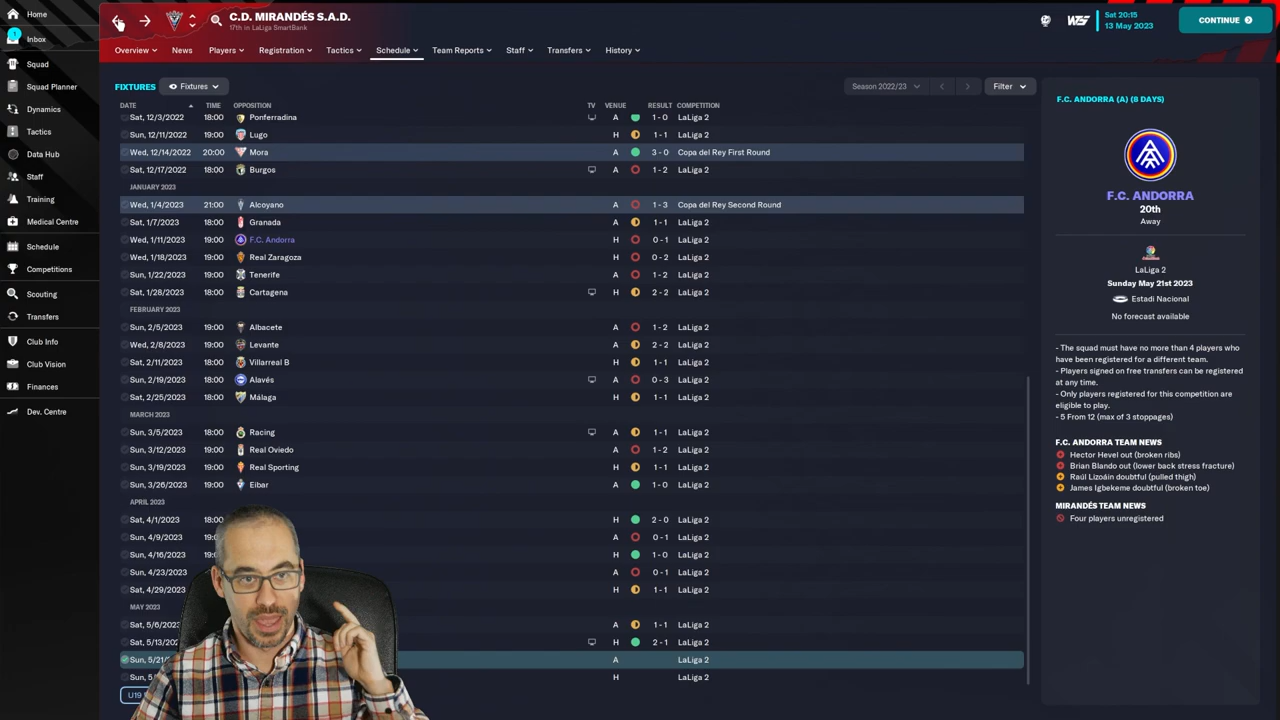 Home
Inbox
1
Squad
Squad Planner
Dynamics
Tactics
Data Hub
Staff
Training
Medical Centre
Schedule
Competitions
Scouting
Transfers
Club Info
Club Vision
Finances
Dev. Centre
C.D. MIRANDÉS S.A.D.
17th in LaLiga SmartBank
Sat 20:15
13 May 2023
CONTINUE
Overview News Players Registration Tactics Schedule Team Reports Staff Transfers History
FIXTURES Fixtures Season 2022/23 Filter
DATE TIME OPPOSITION TV VENUE RESULT COMPETITION
Sat, 12/3/2022 18:00 Ponferradina A 1 - 0 LaLiga 2
Sun, 12/11/2022 19:00 Lugo H 1 - 1 LaLiga 2
Wed, 12/14/2022 20:00 Mora A 3 - 0 Copa del Rey First Round
Sat, 12/17/2022 18:00 Burgos A 1 - 2 LaLiga 2
JANUARY 2023
Wed, 1/4/2023 21:00 Alcoyano A 1 - 3 Copa del Rey Second Round
Sat, 1/7/2023 18:00 Granada A 1 - 1 LaLiga 2
Wed, 1/11/2023 19:00 F.C. Andorra H 0 - 1 LaLiga 2
Wed, 1/18/2023 19:00 Real Zaragoza H 0 - 2 LaLiga 2
Sun, 1/22/2023 19:00 Tenerife A 1 - 2 LaLiga 2
Sat, 1/28/2023 18:00 Cartagena H 2 - 2 LaLiga 2
FEBRUARY 2023
Sun, 2/5/2023 19:00 Albacete A 1 - 2 LaLiga 2
Wed, 2/8/2023 19:00 Levante A 2 - 2 LaLiga 2
Sat, 2/11/2023 18:00 Villarreal B H 1 - 1 LaLiga 2
Sun, 2/19/2023 18:00 Alavés A 0 - 3 LaLiga 2
Sat, 2/25/2023 18:00 Málaga H 1 - 1 LaLiga 2
MARCH 2023
Sun, 3/5/2023 18:00 Racing A 1 - 1 LaLiga 2
Sun, 3/12/2023 19:00 Real Oviedo A 1 - 2 LaLiga 2
Sun, 3/19/2023 19:00 Real Sporting H 1 - 1 LaLiga 2
Sun, 3/26/2023 19:00 Eibar A 1 - 0 LaLiga 2
APRIL 2023
Sat, 4/1/2023 18:00 H 2 - 0 LaLiga 2
Sun, 4/9/2023 A 0 - 1 LaLiga 2
Sun, 4/16/2023 H 1 - 0 LaLiga 2
Sun, 4/23/2023 A 0 - 1 LaLiga 2
Sat, 4/29/2023 H 1 - 1 LaLiga 2
MAY 2023
Sat, 5/6/2023 A 1 - 1 LaLiga 2
Sat, 5/13/202 H 2 - 1 LaLiga 2
Sun, 5/21/ A LaLiga 2
Sun, 5/ H LaLiga 2
U19
F.C. ANDORRA (A) (8 DAYS)
F.C. ANDORRA
20th
Away
LaLiga 2
Sunday May 21st 2023
Estadi Nacional
No forecast available
- The squad must have no more than 4 players who
have been registered for a different team.
- Players signed on free transfers can be registered
at any time.
- Only players registered for this competition are
eligible to play.
- 5 From 12 (max of 3 stoppages)
F.C. ANDORRA TEAM NEWS
Hector Hevel out (broken ribs)
Brian Blando out (lower back stress fracture)
Raúl Lizoáin doubtful (pulled thigh)
James Igbekeme doubtful (broken toe)
MIRANDÉS TEAM NEWS
Four players unregistered